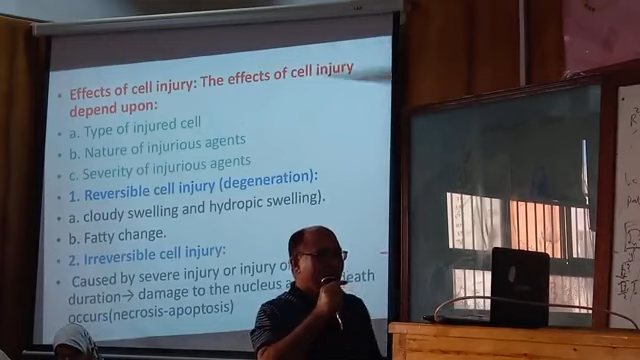 • Effects of cell injury: The effects of cell injury
depend upon:
• a. Type of injured cell
• b. Nature of injurious agents
• c. Severity of injurious agents
• 1. Reversible cell injury (degeneration):
• a. cloudy swelling and hydropic swelling).
• b. Fatty change.
• 2. Irreversible cell injury:
• Caused by severe injury or injury
duration→ damage to the nucleus death
occurs(necrosis-apoptosis)